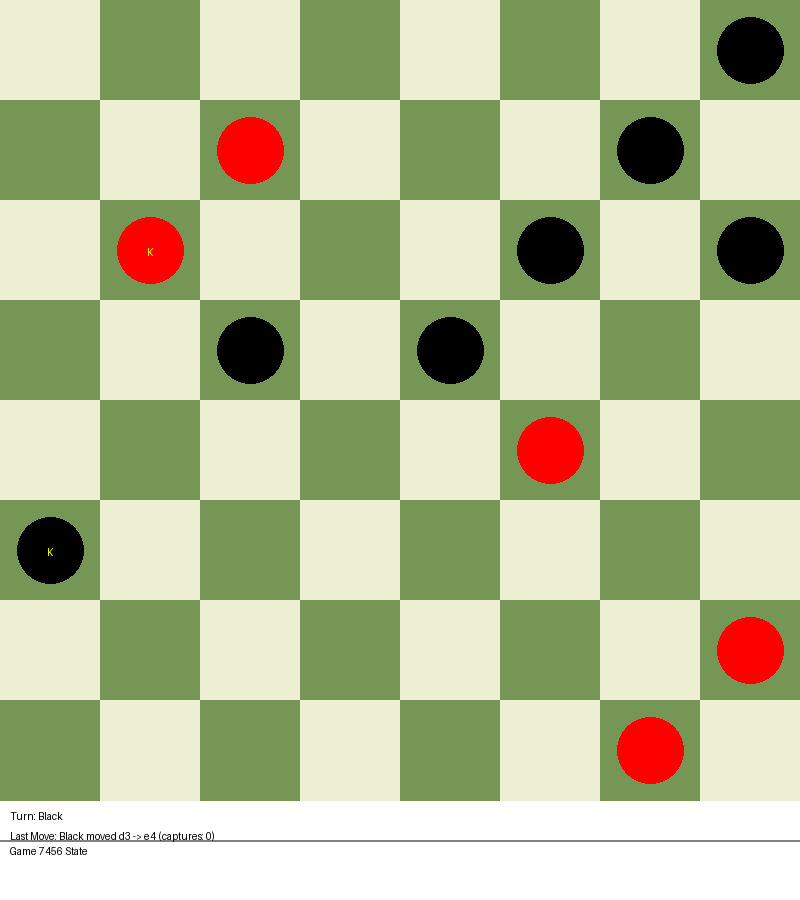 K
K
Turn: Black
Last Move: Black moved d3 -> e4 (captures: 0)
Game 7456 State